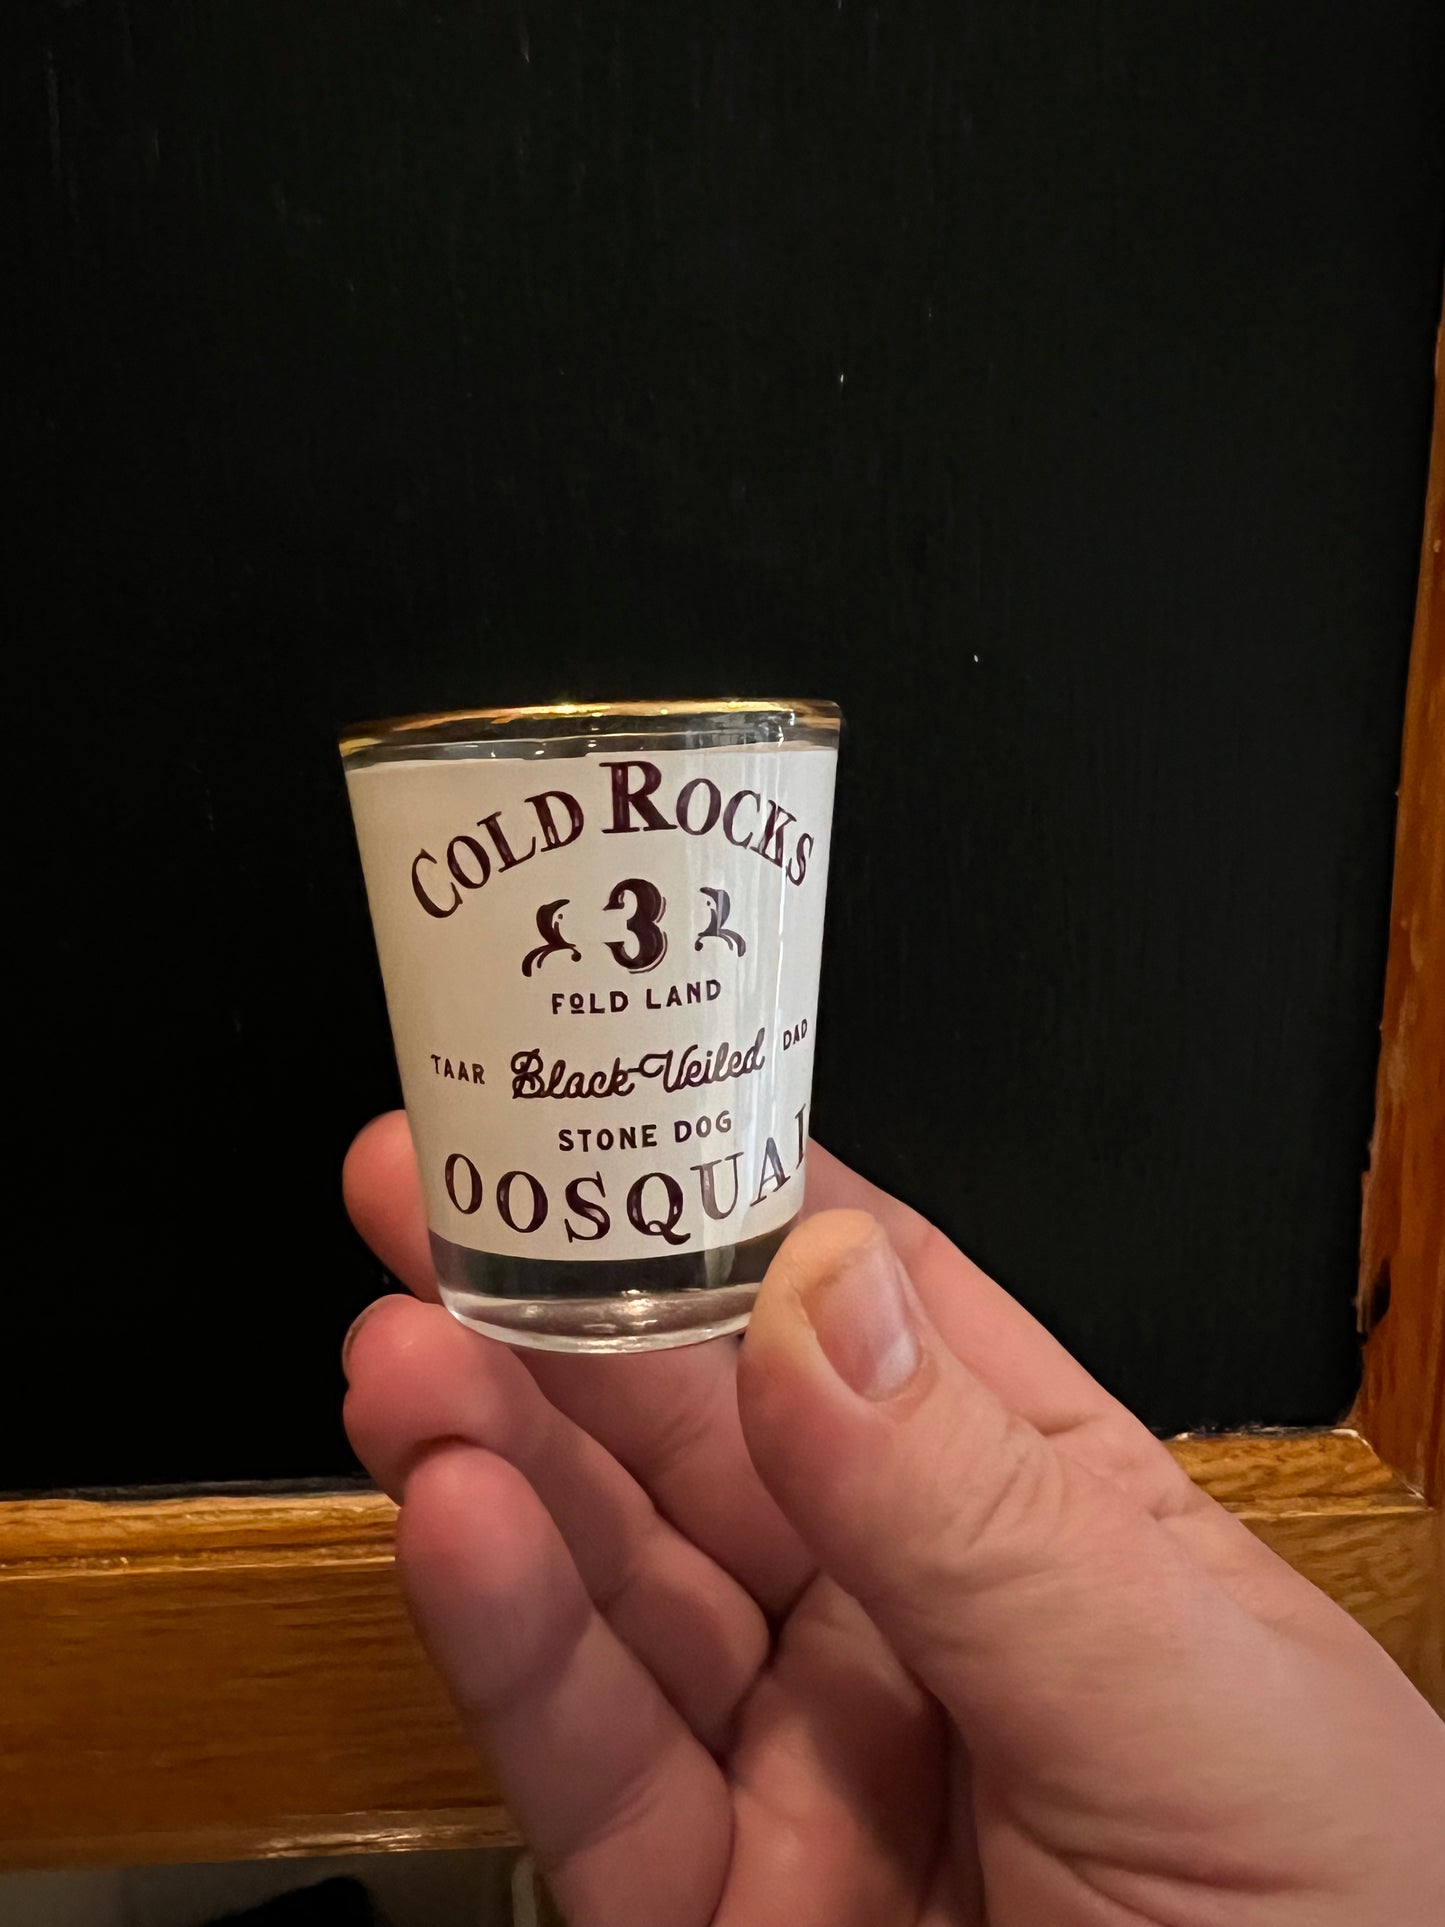 COLD ROCKS
3
FOLD LAND
TAAR Black-Veiled DAD
STONE DOG
OOSQUAI